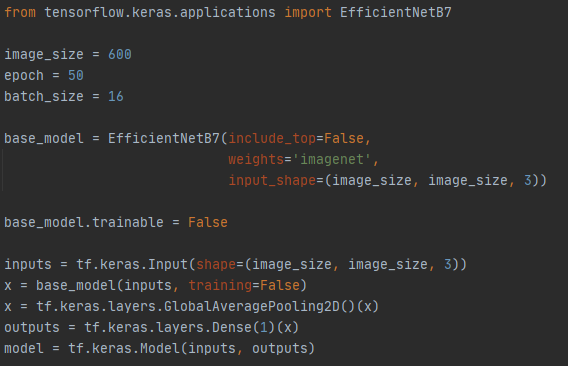 from tensorflow.keras.applications import EfficientNetB7
image_size = 600
epoch = 50
batch_size = 16
base_model = EfficientNetB7(include_top=False,
weights='imagenet',
input_shape=(image_size, image_size, 3))
base_model.trainable = False
inputs = tf.keras.Input(shape=(image_size, image_size, 3))
x = base_model(inputs, training=False)
x = tf.keras.layers.GlobalAveragePooling2D()(x)
outputs = tf.keras.layers.Dense(1)(x)
model = tf.keras.Model(inputs, outputs)